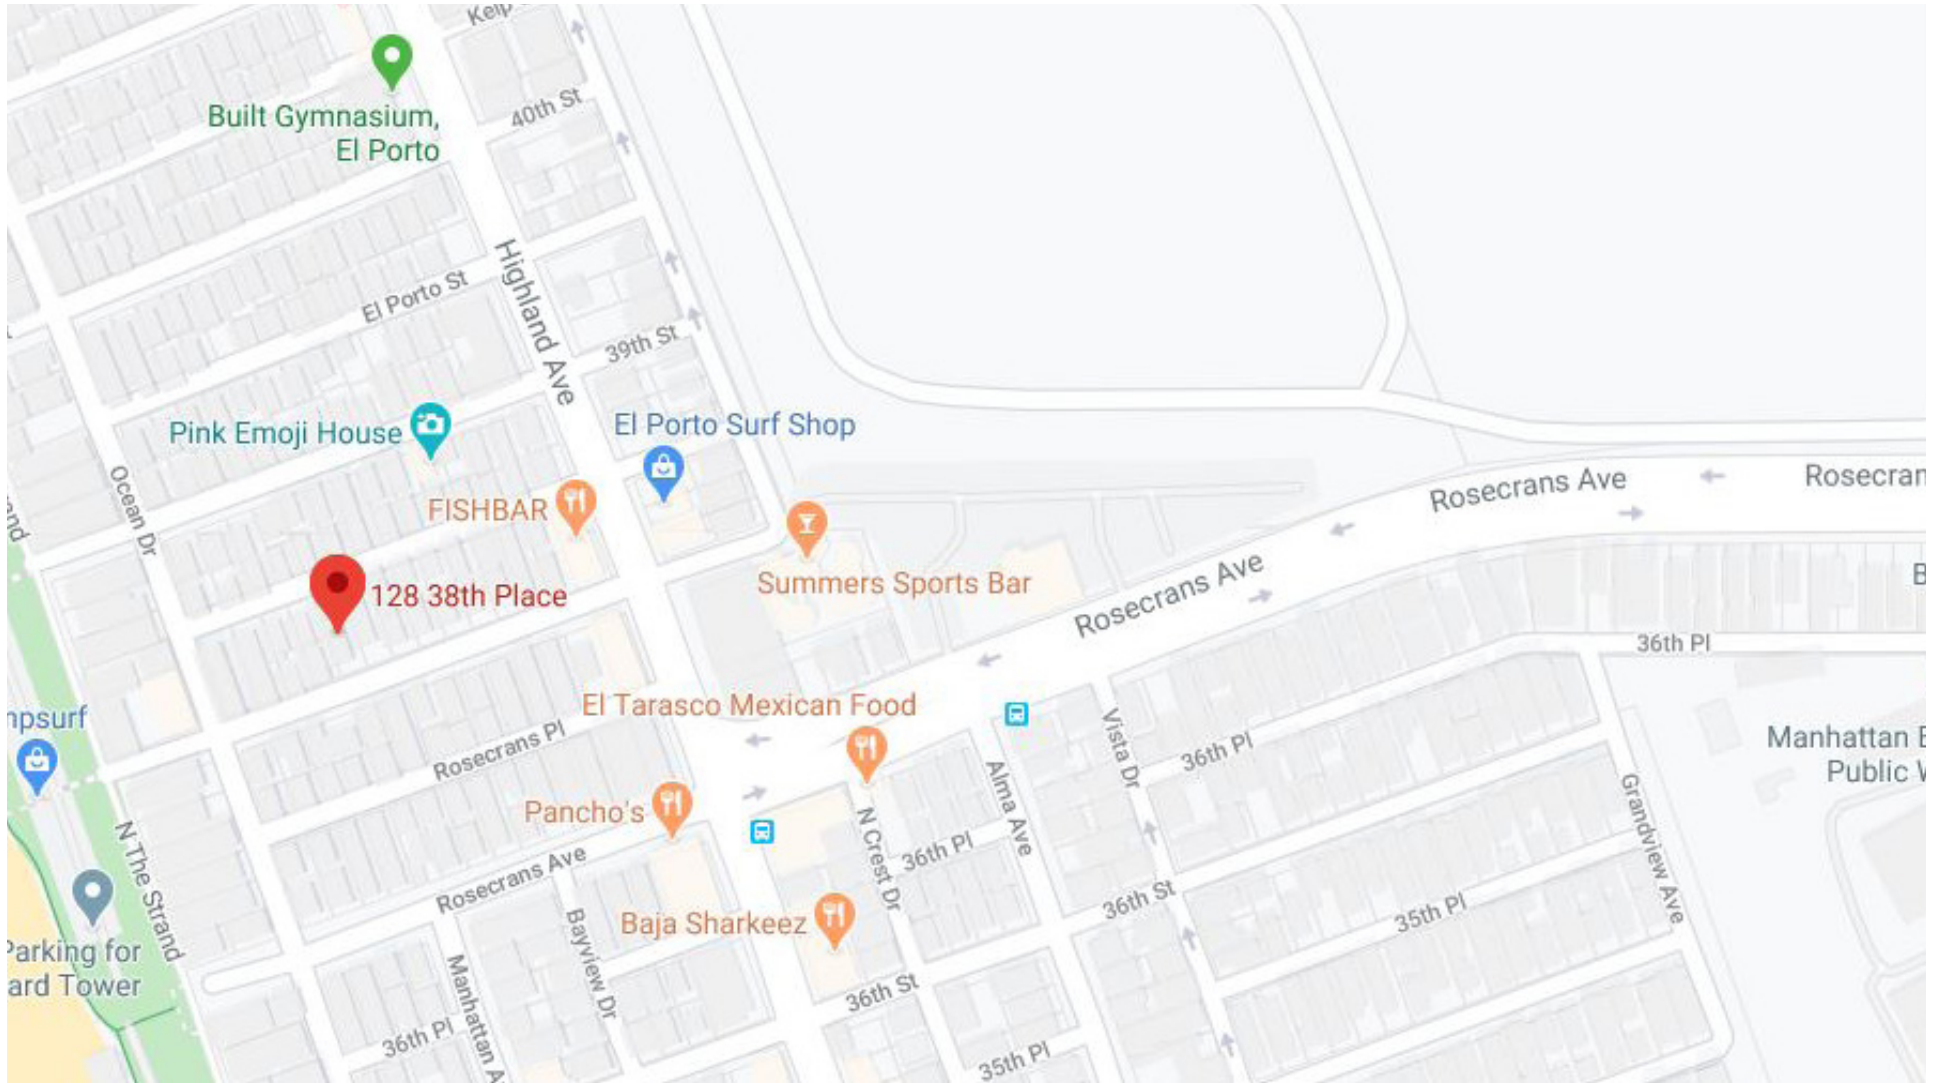 Kelp
Built Gymnasium,
El Porto
40th St
Highland Ave
El Porto St
39th St
Pink Emoji House
El Porto Surf Shop
Ocean Dr
FISHBAR
Rosecrans Ave
Rosecran
128 38th Place
Summers Sports Bar
Rosecrans Ave
B
36th Pl
El Tarasco Mexican Food
Rosecrans Pl
Vista Dr
36th Pl
Manhattan B
Public W
Alma Ave
Grandview Ave
Pancho's
N Crest Dr
36th Pl
N The Strand
Rosecrans Ave
36th St
35th Pl
Baja Sharkeez
Bayview Dr
Parking for
ard Tower
Manhattan A
36th St
36th Pl
35th Pl
mpsurf
and